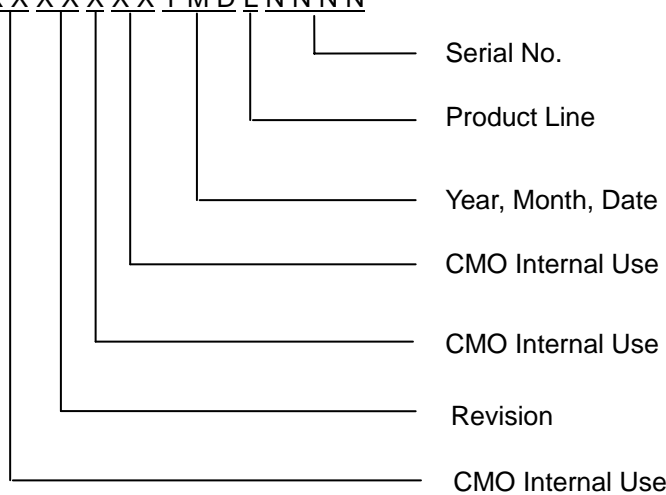 X X X X X X X Y M D L N N N N
Serial No.
Product Line
Year, Month, Date
CMO Internal Use
CMO Internal Use
Revision
CMO Internal Use